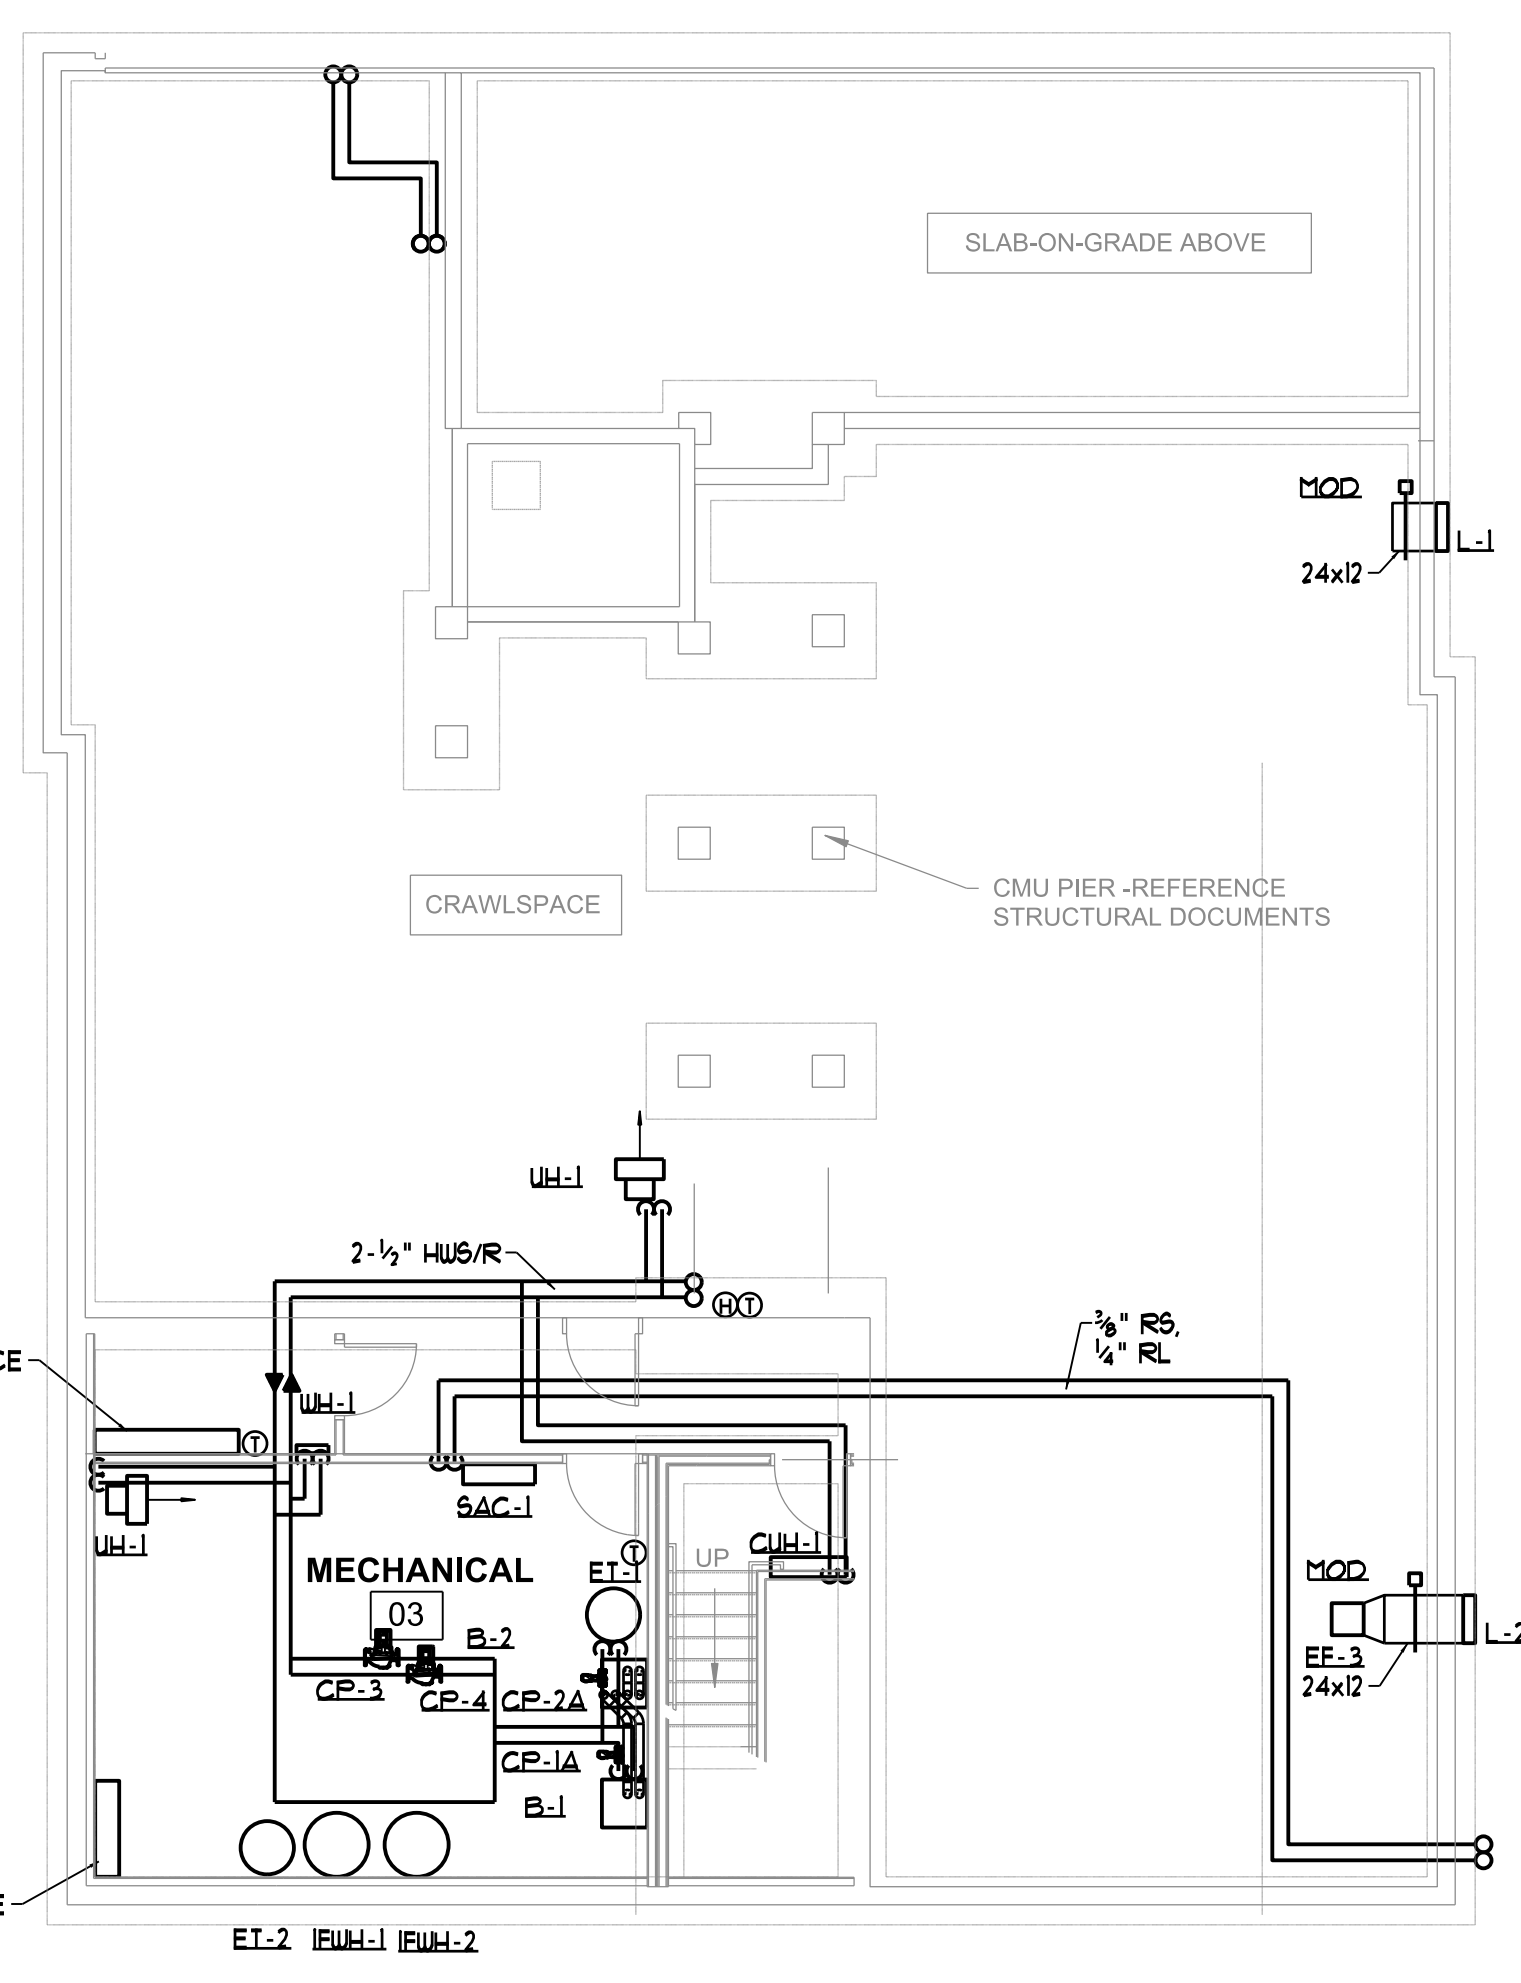 SLAB-ON-GRADE ABOVE
MOD
L-1
24x12
CRAWLSPACE
CMU PIER -REFERENCE
STRUCTURAL DOCUMENTS
UH-1
2-½" HWS/R
H T
⅜" RS,
¼" RL
CE
WH-1
T
SAC-1
UH-1
T
CUH-1
UP
MECHANICAL
ET-1
MOD
03
B-2
L-2
EF-3
CP-3
CP-4
CP-2A
24x12
CP-1A
B-1
E
ET-2 IFWH-1 IFWH-2